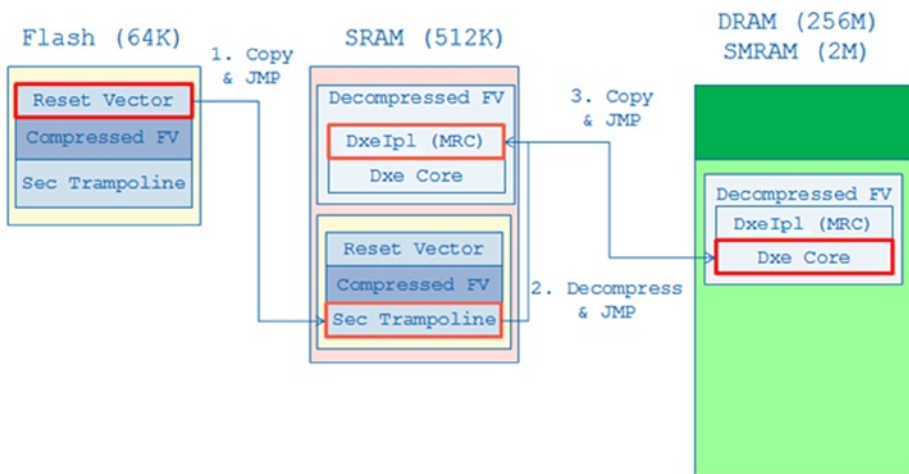 Flash (64K)
Reset Vector
Compressed FV
Sec Trampoline
1. Copy
& JMP
SRAM (512K)
Decompressed FV
DxeIpl (MRC)
Dxe Core
Reset Vector
Compressed FV
Sec Trampoline
2. Decompress
& JMP
3. Copy
& JMP
DRAM (256M)
SMRAM (2M)
Decompressed FV
DxeIpl (MRC)
Dxe Core